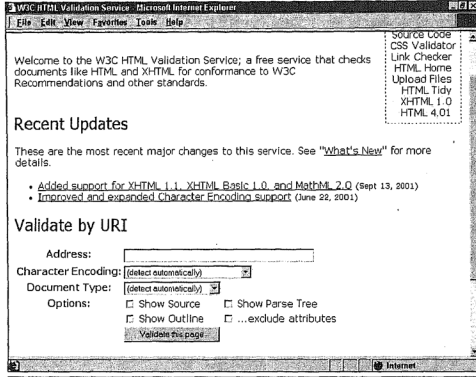 W3C HTML Validation Service - Microsoft Internet Explorer
File Edit View Favorites Tools Help
Source Code
CSS Validator
Link Checker
HTML Home
Upload Files
HTML Tidy
XHTML 1.0
HTML 4.01
Welcome to the W3C HTML Validation Service; a free service that checks
documents like HTML and XHTML for conformance to W3C
Recommendations and other standards.
Recent Updates
These are the most recent major changes to this service. See "What's New" for more
details.
• Added support for XHTML 1.1, XHTML Basic 1.0, and MathML 2.0 (Sept 13, 2001)
• Improved and expanded Character Encoding support (June 22, 2001)
Validate by URI
Address:
Character Encoding: (detect automatically)
Document Type: (detect automatically)
Options: Show Source Show Parse Tree
Show Outline ...exclude attributes
Validate this page
Internet